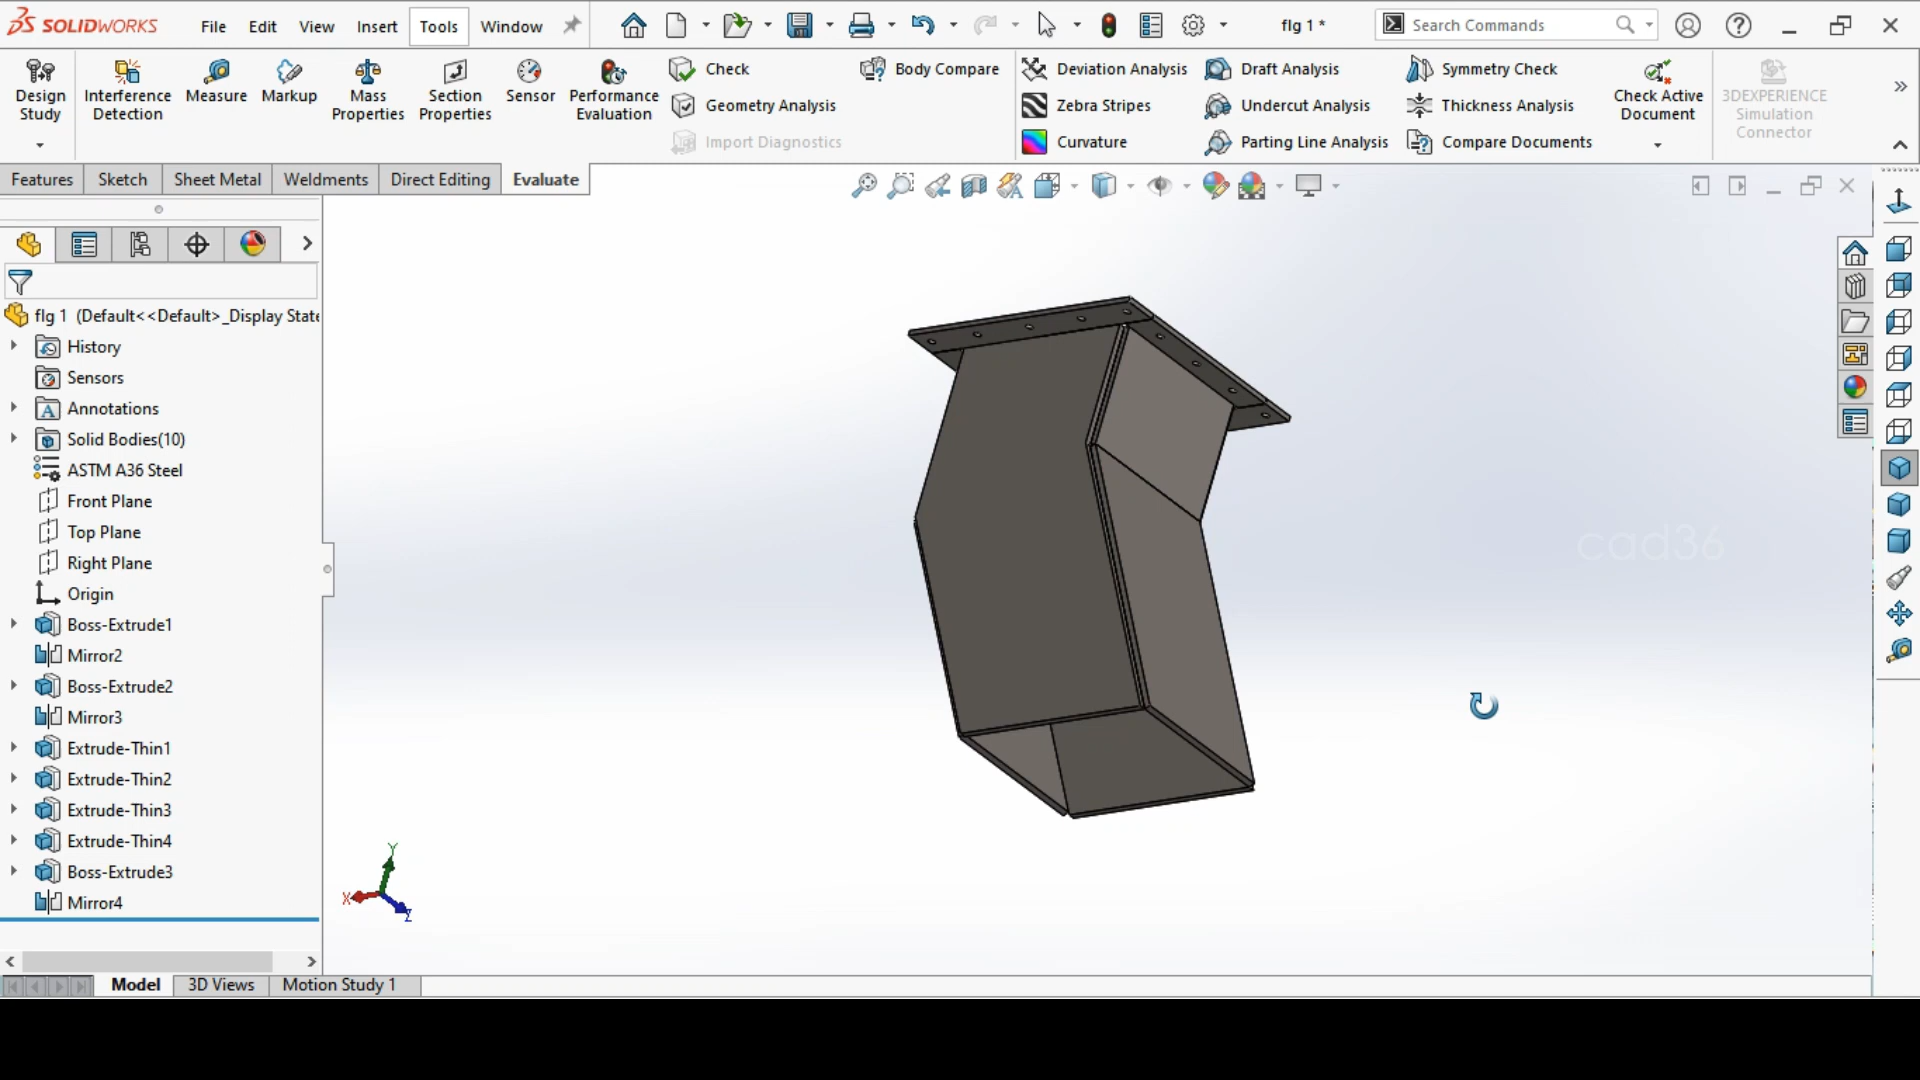 SOLIDWORKS File Edit View Insert Tools Window flg 1 * Search Commands
Design Study
Interference Detection
Measure
Markup
Mass Properties
Section Properties
Sensor
Performance Evaluation
Check
Geometry Analysis
Import Diagnostics
Body Compare
Deviation Analysis
Zebra Stripes
Curvature
Draft Analysis
Undercut Analysis
Parting Line Analysis
Symmetry Check
Thickness Analysis
Compare Documents
Check Active Document
3DEXPERIENCE Simulation Connector
Features Sketch Sheet Metal Weldments Direct Editing Evaluate
flg 1 (Default<<Default>_Display State
History
Sensors
Annotations
Solid Bodies(10)
ASTM A36 Steel
Front Plane
Top Plane
Right Plane
Origin
Boss-Extrude1
Mirror2
Boss-Extrude2
Mirror3
Extrude-Thin1
Extrude-Thin2
Extrude-Thin3
Extrude-Thin4
Boss-Extrude3
Mirror4
cad36
Y
X
Z
Model 3D Views Motion Study 1